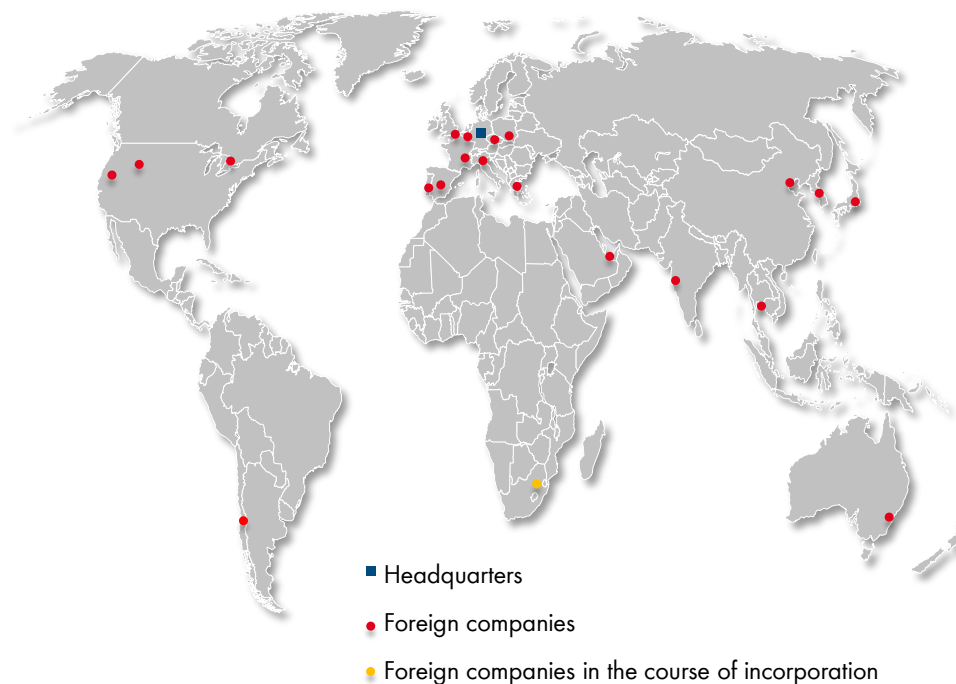 Headquarters
Foreign companies
Foreign companies in the course of incorporation